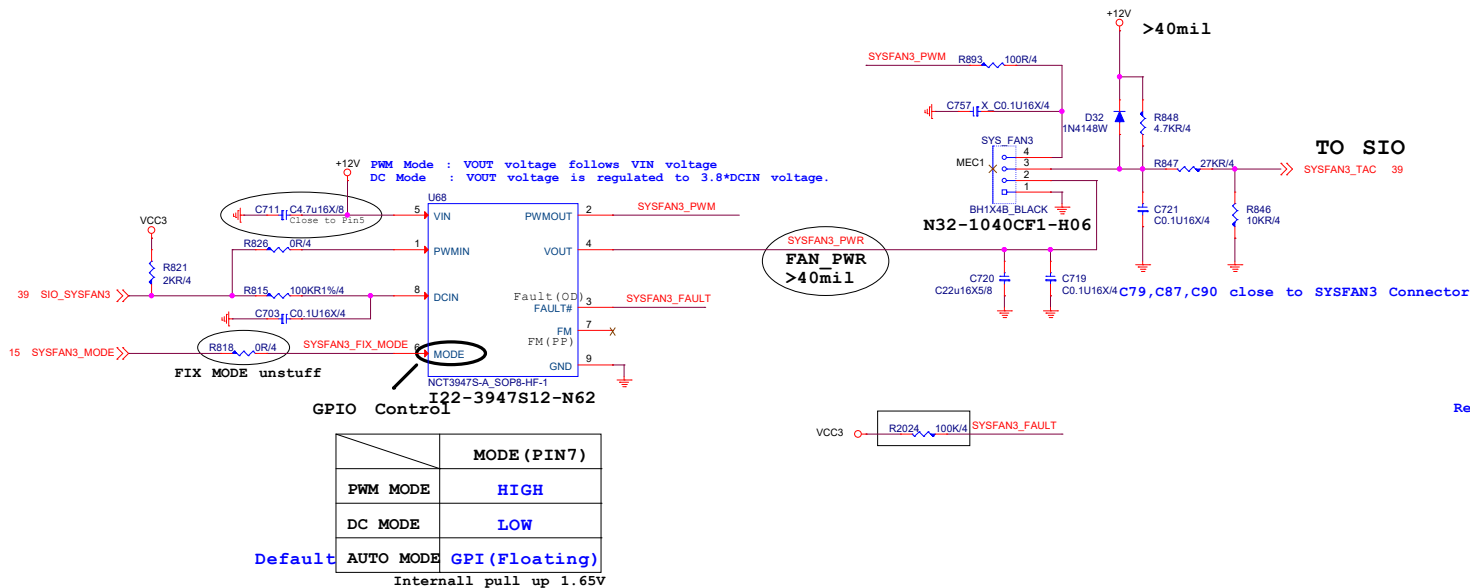 +12V
>40mil
SYSFAN3_PWM
R893
100R/4
C757
X_C0.1U16X/4
D32
1N4148W
R848
4.7KR/4
SYS_FAN3
4
3
2
1
MEC1
BH1X4B_BLACK
N32-1040CF1-H06
R847
27KR/4
TO SIO
SYSFAN3_TAC 39
C721
C0.1U16X/4
R846
10KR/4
+12V
PWM Mode : VOUT voltage follows VIN voltage
DC Mode : VOUT voltage is regulated to 3.8*DCIN voltage.
C711
C4.7u16X/8
Close to Pin5
VCC3
R821
2KR/4
R826
0R/4
39 SIO_SYSFAN3
R815
100KR1%/4
C703
C0.1U16X/4
15 SYSFAN3_MODE
R818
0R/4
SYSFAN3_FIX_MODE
FIX MODE unstuff
U68
5
VIN
1
PWMIN
8
DCIN
6
MODE
PWMOUT
2
SYSFAN3_PWM
VOUT
4
Fault(OD)
FAULT#
3
SYSFAN3_FAULT
FM
7
FM(PP)
GND
9
NCT3947S-A_SOP8-HF-1
I22-3947S12-N62
GPIO Control
SYSFAN3_PWR
FAN_PWR
>40mil
C720
C22u16X5/8
C719
C0.1U16X/4
C79,C87,C90 close to SYSFAN3 Connector
VCC3
R2024
100K/4
SYSFAN3_FAULT
Re
MODE(PIN7)
PWM MODE HIGH
DC MODE LOW
Default AUTO MODE GPI(Floating)
Internall pull up 1.65V